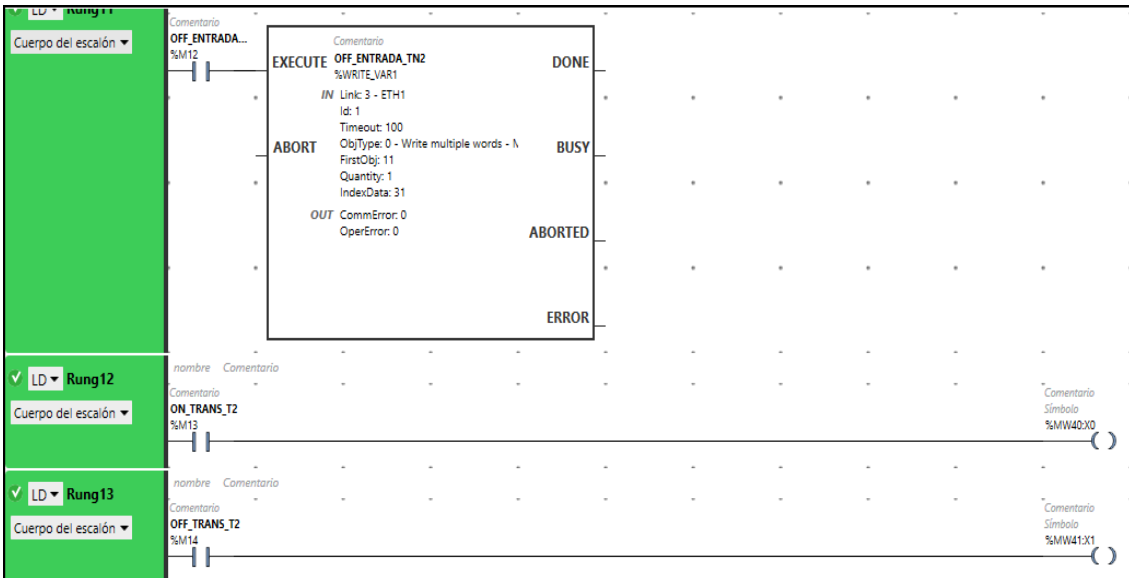 LD Rung11
Cuerpo del escalón
Comentario
OFF_ENTRADA...
%M12
Comentario
EXECUTE OFF_ENTRADA_TN2 DONE
%WRITE_VAR1
IN Link: 3 - ETH1
Id: 1
Timeout: 100
ABORT ObjType: 0 - Write multiple words - BUSY
FirstObj: 11
Quantity: 1
IndexData: 31
OUT CommError: 0
OperError: 0 ABORTED
ERROR
LD Rung12
Cuerpo del escalón
nombre Comentario
Comentario
ON_TRANS_T2
%M13
Comentario
Símbolo
%MW40:X0
LD Rung13
Cuerpo del escalón
nombre Comentario
Comentario
OFF_TRANS_T2
%M14
Comentario
Símbolo
%MW41:X1